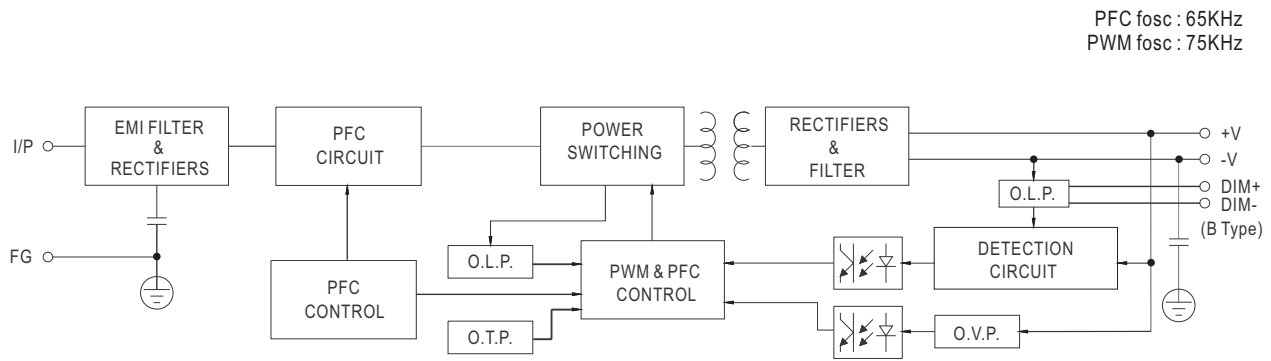 PFC fosc : 65KHz
PWM fosc : 75KHz
I/P
EMI FILTER
&
RECTIFIERS
PFC
CIRCUIT
POWER
SWITCHING
RECTIFIERS
&
FILTER
+V
-V
O.L.P.
DIM+
DIM-
(B Type)
FG
O.L.P.
PFC
CONTROL
O.T.P.
PWM & PFC
CONTROL
DETECTION
CIRCUIT
O.V.P.